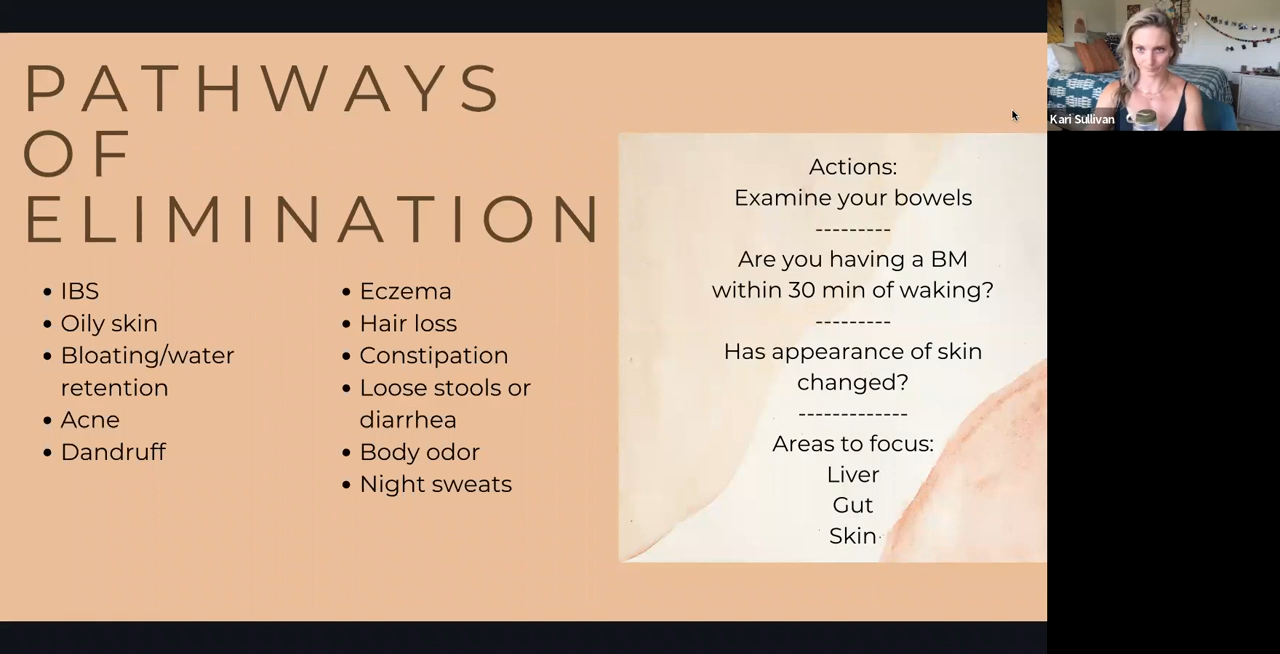 PATHWAYS
OF
ELIMINATION
• IBS
• Oily skin
• Bloating/water
retention
• Acne
• Dandruff
• Eczema
• Hair loss
• Constipation
• Loose stools or
diarrhea
• Body odor
• Night sweats
Actions:
Examine your bowels
---------
Are you having a BM
within 30 min of waking?
---------
Has appearance of skin
changed?
-------------
Areas to focus:
Liver
Gut
Skin
Kari Sullivan